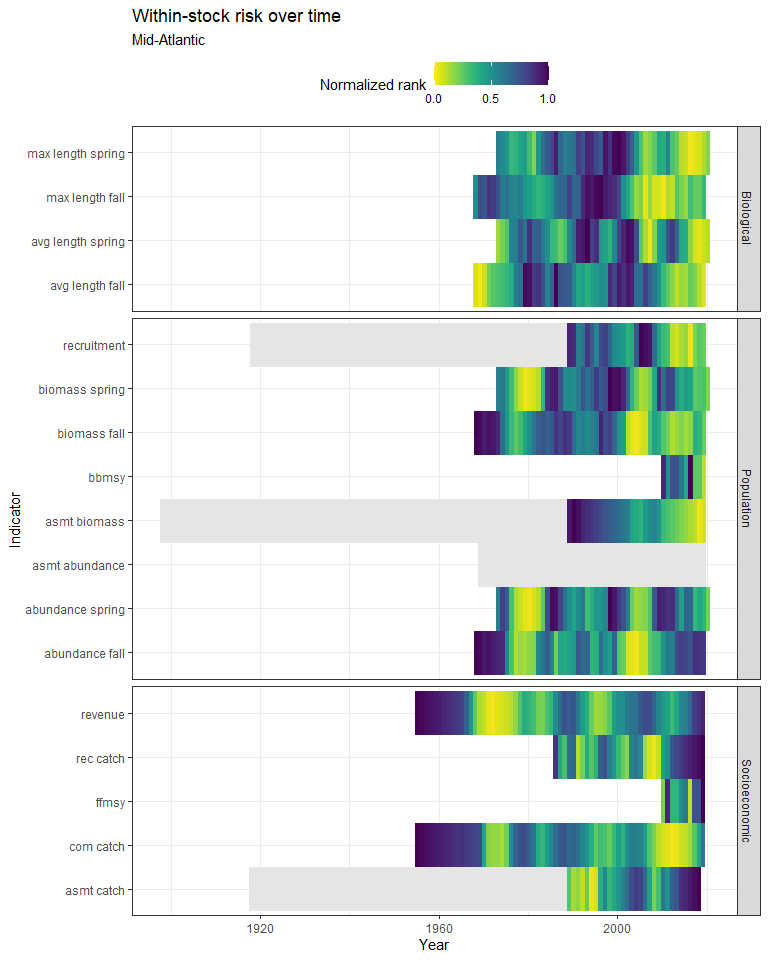 Within-stock risk over time
Mid-Atlantic
Normalized rank
0.0 0.5 1.0
max length spring
max length fall
avg length spring
avg length fall
Biological
recruitment
biomass spring
biomass fall
bbmsy
asmt biomass
asmt abundance
abundance spring
abundance fall
Population
revenue
rec catch
ffmsy
com catch
asmt catch
Socioeconomic
Indicator
1920 1960 2000
Year